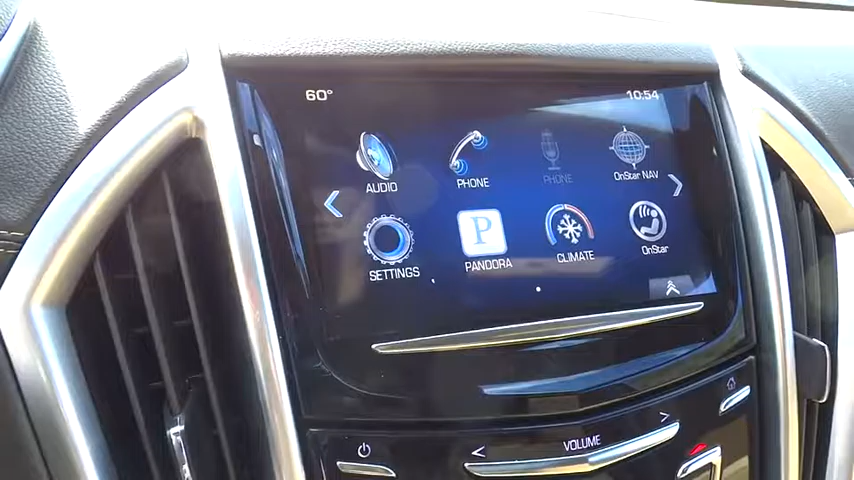 60° 10:54
AUDIO PHONE PHONE OnStar NAV
SETTINGS PANDORA CLIMATE OnStar
P
VOLUME